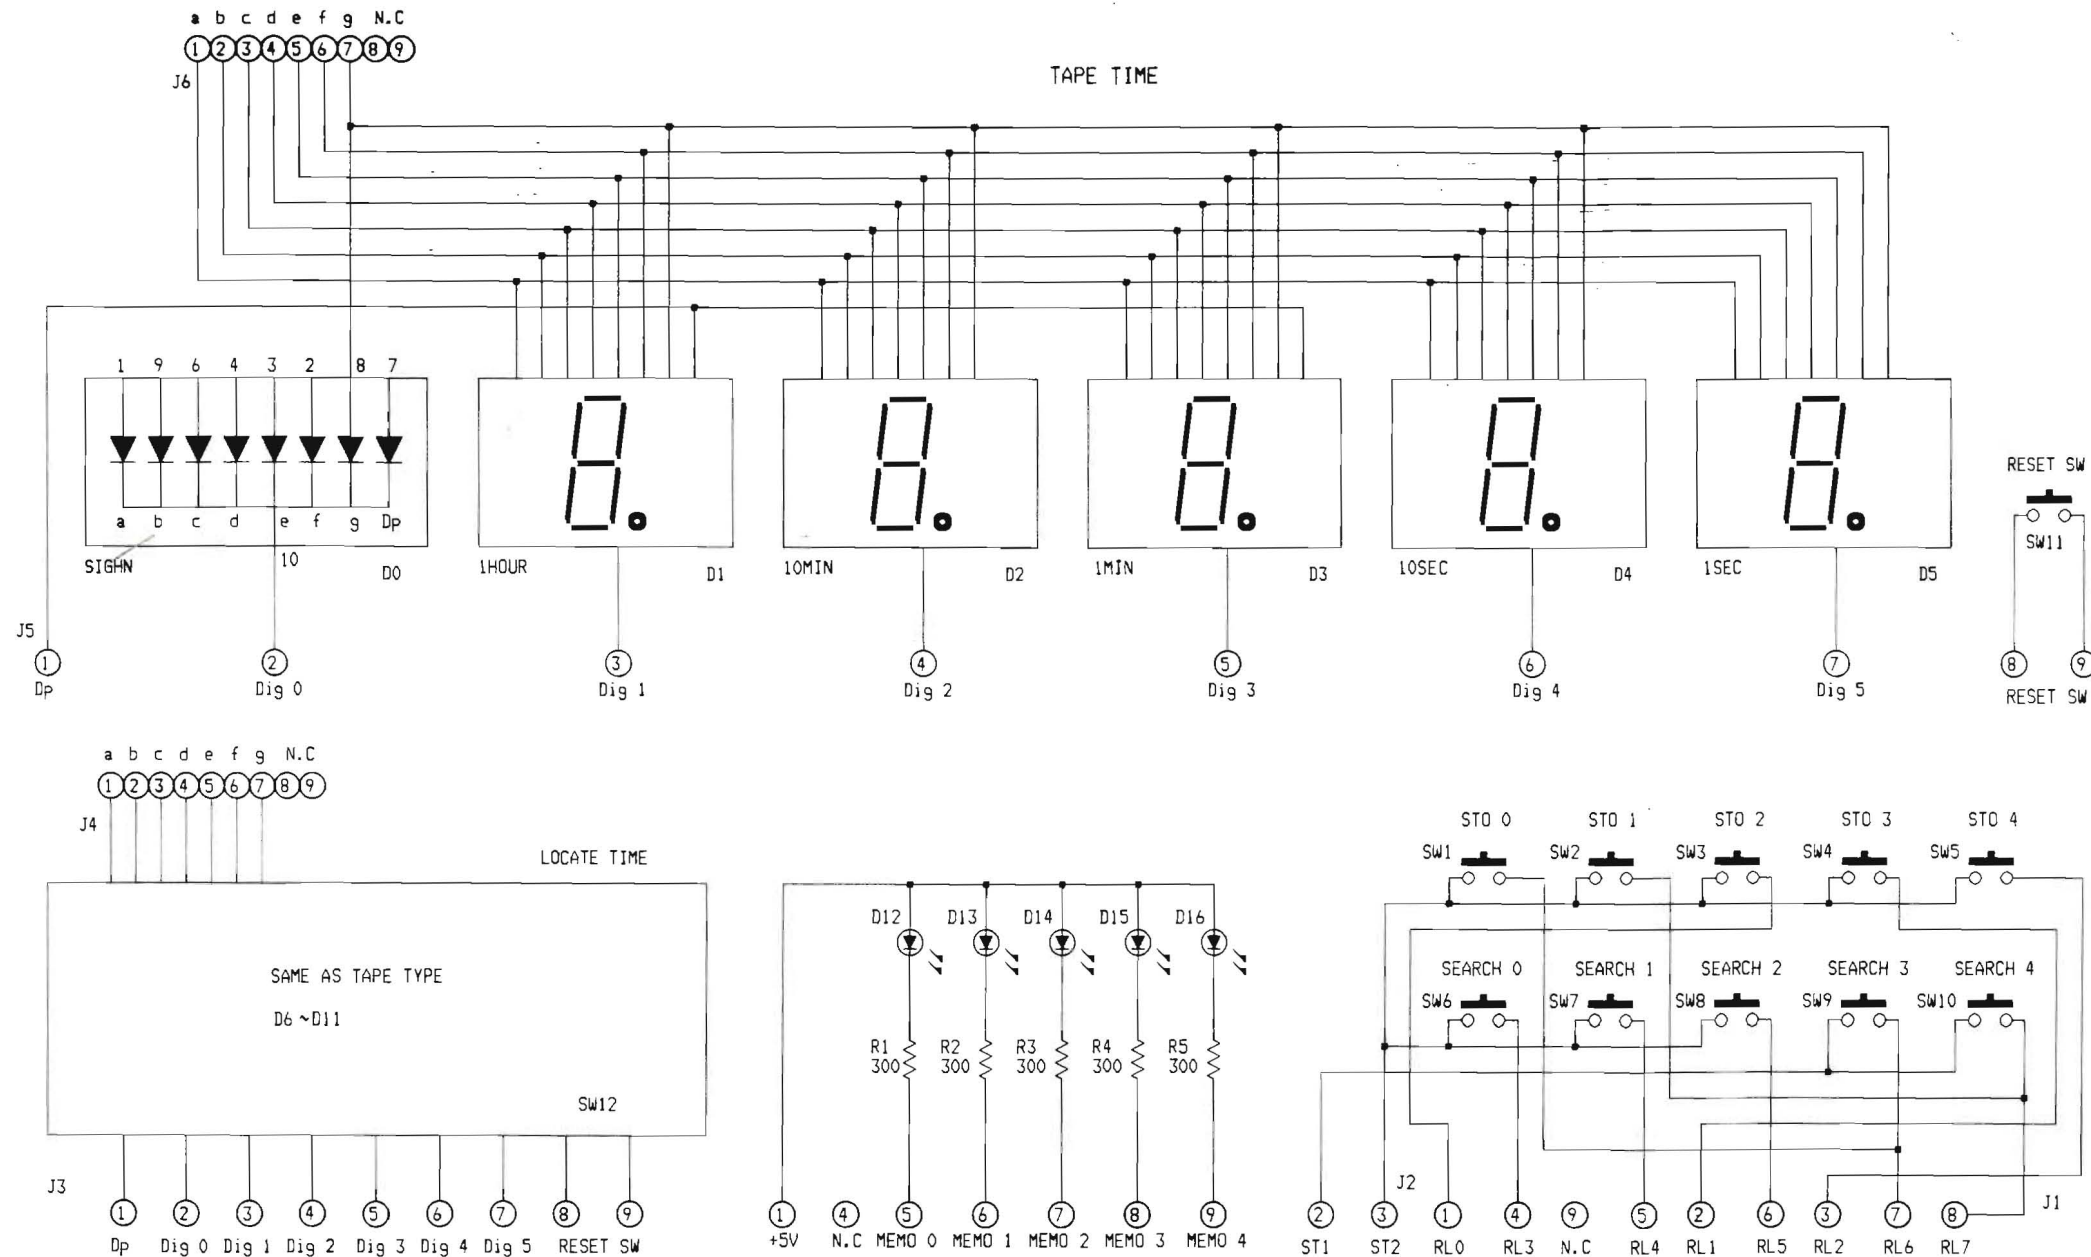 a b c d e f g N.C
1 2 3 4 5 6 7 8 9
J6
TAPE TIME
1 9 6 4 3 2 8 7
a b c d e f g Dp
SIGHN 10 D0
1HOUR D1
10MIN D2
1MIN D3
10SEC D4
1SEC D5
RESET SW
SW11
J5
1 2 3 4 5 6 7 8 9
Dp Dig 0 Dig 1 Dig 2 Dig 3 Dig 4 Dig 5 RESET SW
a b c d e f g N.C
1 2 3 4 5 6 7 8 9
J4
LOCATE TIME
SAME AS TAPE TYPE
D6 ~D11
SW12
J3
1 2 3 4 5 6 7 8 9
Dp Dig 0 Dig 1 Dig 2 Dig 3 Dig 4 Dig 5 RESET SW
D12 D13 D14 D15 D16
R1 R2 R3 R4 R5
300 300 300 300 300
1 4 5 6 7 8 9
+5V N.C MEMO 0 MEMO 1 MEMO 2 MEMO 3 MEMO 4
STO 0 STO 1 STO 2 STO 3 STO 4
SW1 SW2 SW3 SW4 SW5
SEARCH 0 SEARCH 1 SEARCH 2 SEARCH 3 SEARCH 4
SW6 SW7 SW8 SW9 SW10
J2 J1
2 3 1 4 9 5 2 6 3 7 8
ST1 ST2 RL0 RL3 N.C RL4 RL1 RL5 RL2 RL6 RL7